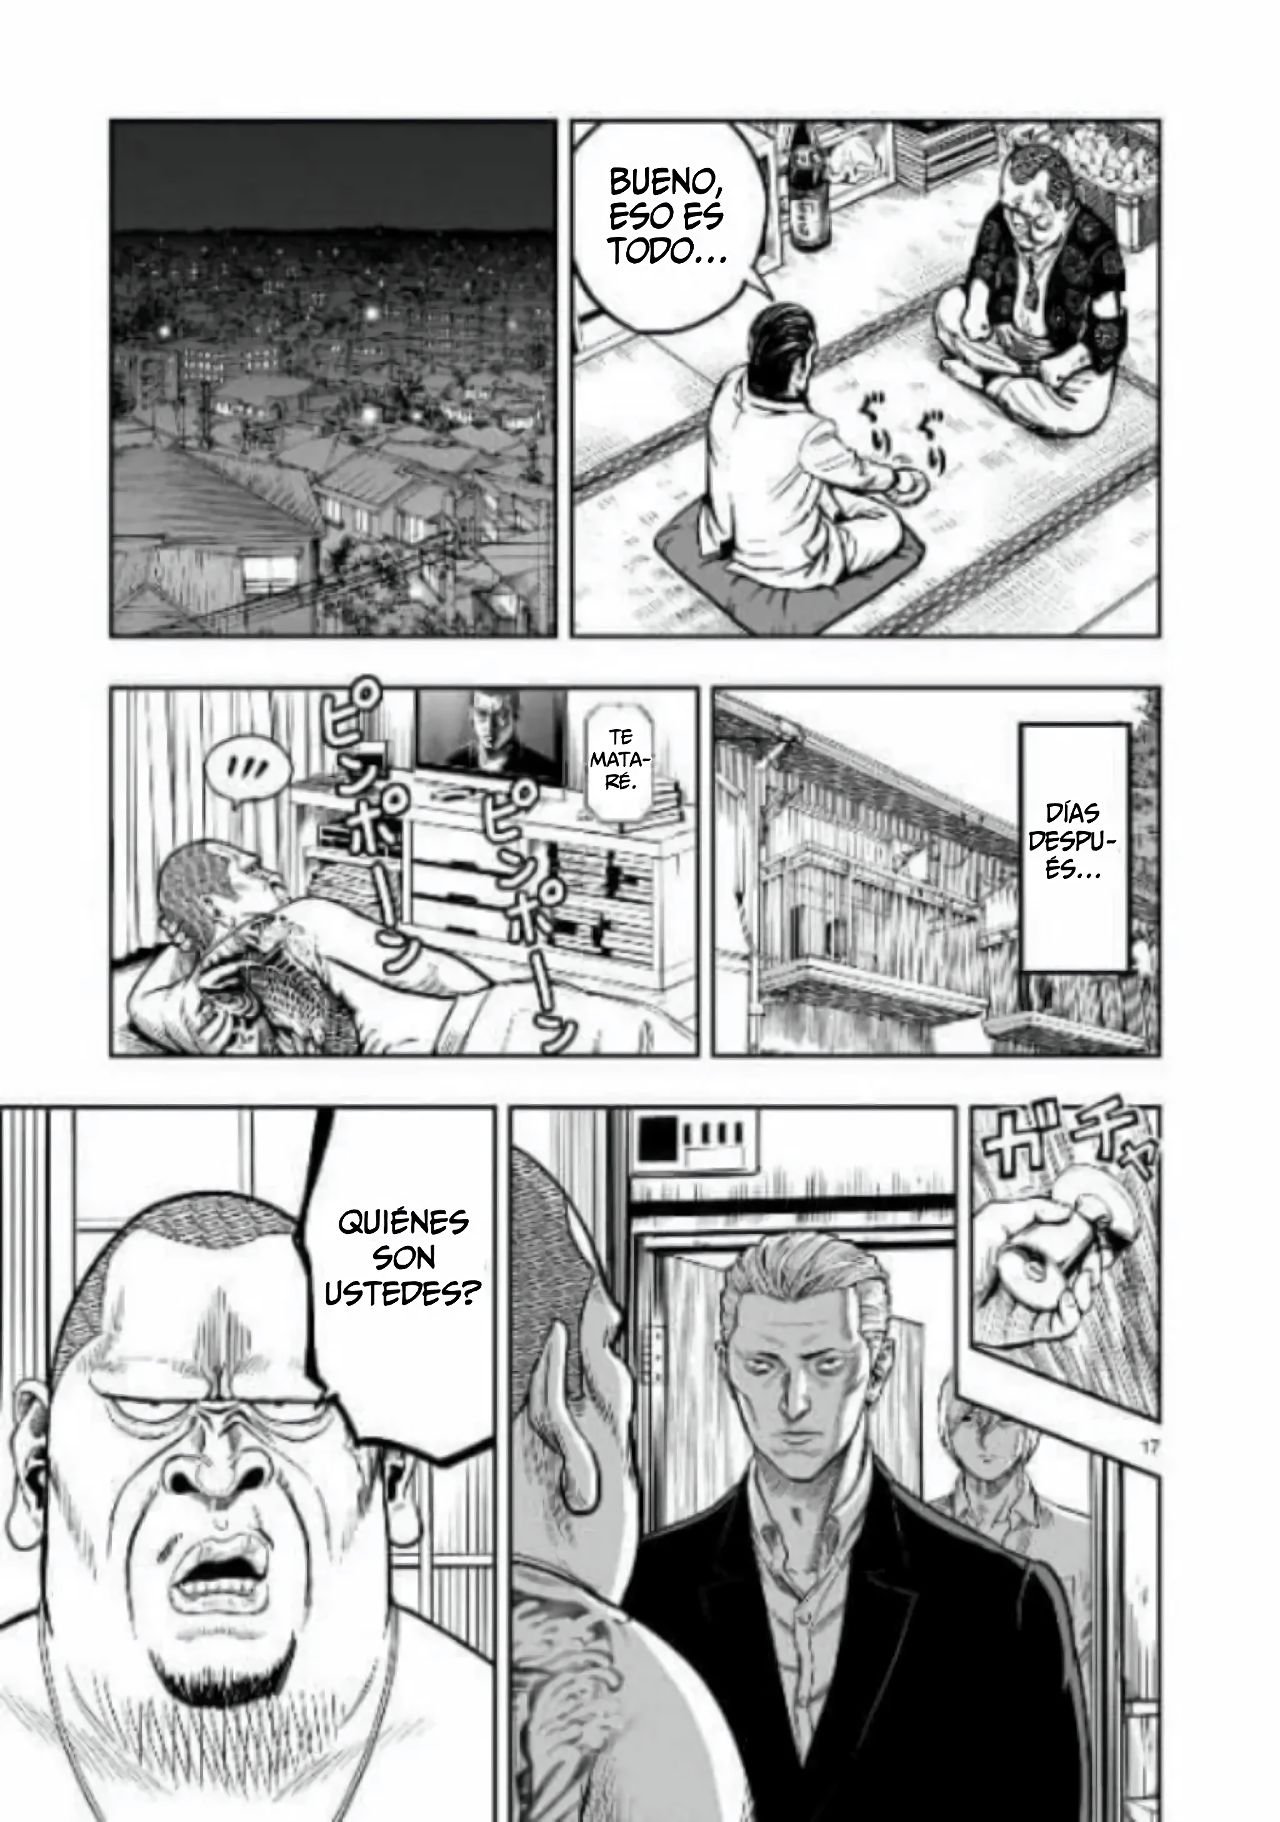 BUENO,
ESO ES
TODO...
ぐり
ぐり
DÍAS
DESPU-
ÉS...
TE
MATA-
RÉ.
ピンポーン
ピンポーン
ガチャ
QUIÉNES
SON
USTEDES?
17